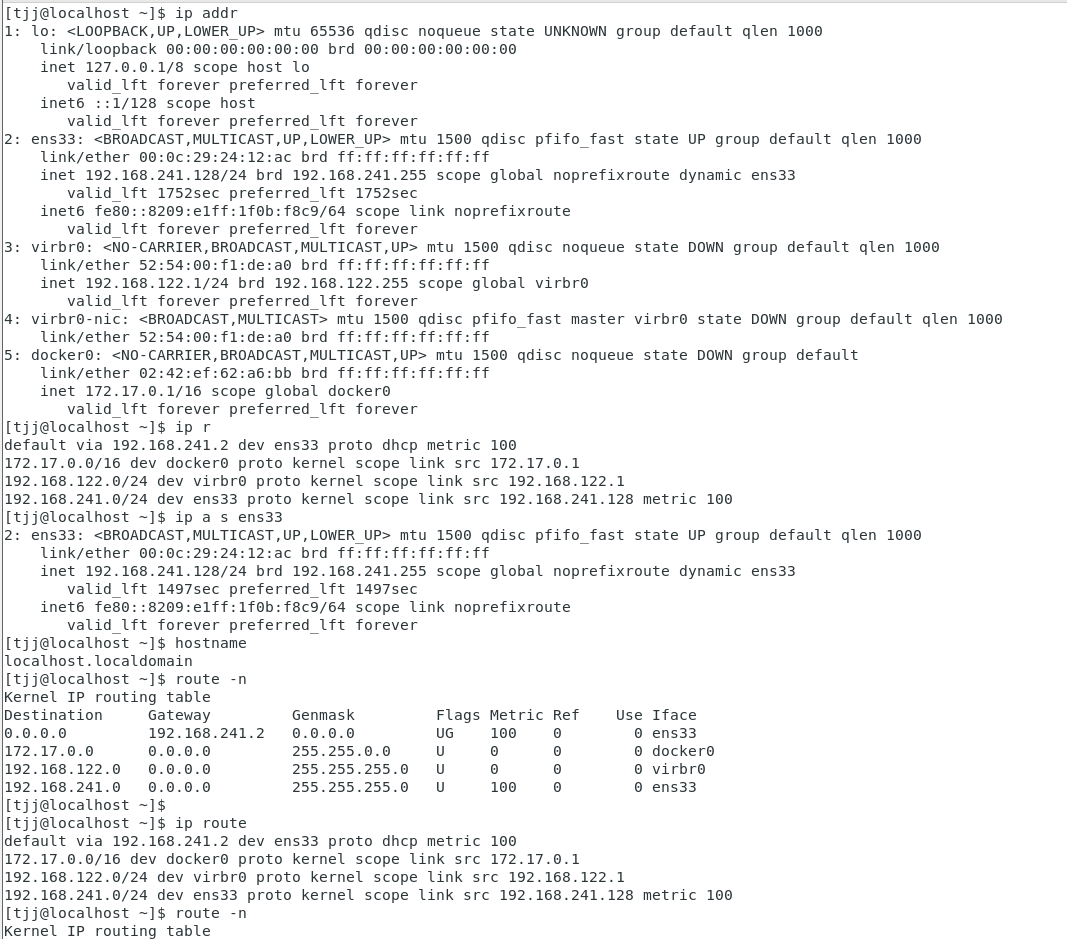 [tjj@localhost ~]$ ip addr
1: lo: <LOOPBACK,UP,LOWER_UP> mtu 65536 qdisc noqueue state UNKNOWN group default qlen 1000
    link/loopback 00:00:00:00:00:00 brd 00:00:00:00:00:00
    inet 127.0.0.1/8 scope host lo
       valid_lft forever preferred_lft forever
    inet6 ::1/128 scope host
       valid_lft forever preferred_lft forever
2: ens33: <BROADCAST,MULTICAST,UP,LOWER_UP> mtu 1500 qdisc pfifo_fast state UP group default qlen 1000
    link/ether 00:0c:29:24:12:ac brd ff:ff:ff:ff:ff:ff
    inet 192.168.241.128/24 brd 192.168.241.255 scope global noprefixroute dynamic ens33
       valid_lft 1752sec preferred_lft 1752sec
    inet6 fe80::8209:e1ff:1f0b:f8c9/64 scope link noprefixroute
       valid_lft forever preferred_lft forever
3: virbr0: <NO-CARRIER,BROADCAST,MULTICAST,UP> mtu 1500 qdisc noqueue state DOWN group default qlen 1000
    link/ether 52:54:00:f1:de:a0 brd ff:ff:ff:ff:ff:ff
    inet 192.168.122.1/24 brd 192.168.122.255 scope global virbr0
       valid_lft forever preferred_lft forever
4: virbr0-nic: <BROADCAST,MULTICAST> mtu 1500 qdisc pfifo_fast master virbr0 state DOWN group default qlen 1000
    link/ether 52:54:00:f1:de:a0 brd ff:ff:ff:ff:ff:ff
5: docker0: <NO-CARRIER,BROADCAST,MULTICAST,UP> mtu 1500 qdisc noqueue state DOWN group default
    link/ether 02:42:ef:62:a6:bb brd ff:ff:ff:ff:ff:ff
    inet 172.17.0.1/16 scope global docker0
       valid_lft forever preferred_lft forever
[tjj@localhost ~]$ ip r
default via 192.168.241.2 dev ens33 proto dhcp metric 100
172.17.0.0/16 dev docker0 proto kernel scope link src 172.17.0.1
192.168.122.0/24 dev virbr0 proto kernel scope link src 192.168.122.1
192.168.241.0/24 dev ens33 proto kernel scope link src 192.168.241.128 metric 100
[tjj@localhost ~]$ ip a s ens33
2: ens33: <BROADCAST,MULTICAST,UP,LOWER_UP> mtu 1500 qdisc pfifo_fast state UP group default qlen 1000
    link/ether 00:0c:29:24:12:ac brd ff:ff:ff:ff:ff:ff
    inet 192.168.241.128/24 brd 192.168.241.255 scope global noprefixroute dynamic ens33
       valid_lft 1497sec preferred_lft 1497sec
    inet6 fe80::8209:e1ff:1f0b:f8c9/64 scope link noprefixroute
       valid_lft forever preferred_lft forever
[tjj@localhost ~]$ hostname
localhost.localdomain
[tjj@localhost ~]$ route -n
Kernel IP routing table
Destination     Gateway         Genmask         Flags Metric Ref    Use Iface
0.0.0.0         192.168.241.2   0.0.0.0         UG    100    0        0 ens33
172.17.0.0      0.0.0.0         255.255.0.0     U     0      0        0 docker0
192.168.122.0   0.0.0.0         255.255.255.0   U     0      0        0 virbr0
192.168.241.0   0.0.0.0         255.255.255.0   U     100    0        0 ens33
[tjj@localhost ~]$
[tjj@localhost ~]$ ip route
default via 192.168.241.2 dev ens33 proto dhcp metric 100
172.17.0.0/16 dev docker0 proto kernel scope link src 172.17.0.1
192.168.122.0/24 dev virbr0 proto kernel scope link src 192.168.122.1
192.168.241.0/24 dev ens33 proto kernel scope link src 192.168.241.128 metric 100
[tjj@localhost ~]$ route -n
Kernel IP routing table